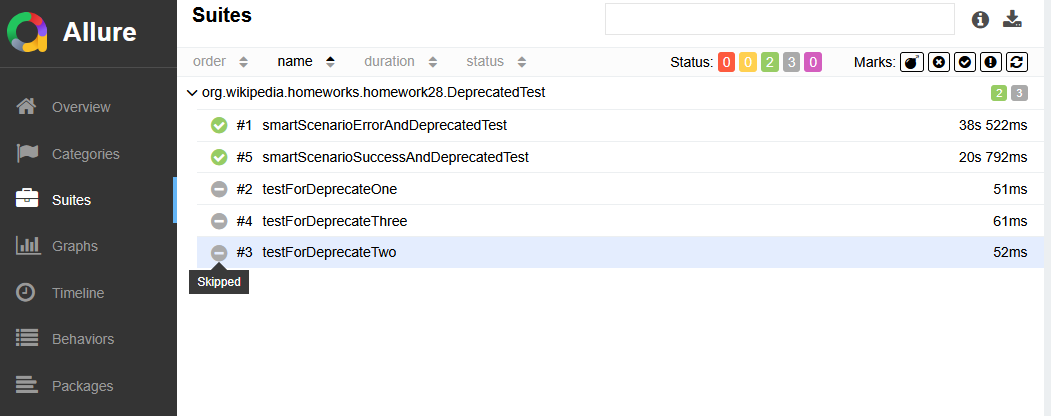 Allure
Overview
Categories
Suites
Graphs
Timeline
Behaviors
Packages
Suites
order name duration status Status: 0 0 2 3 0 Marks:
org.wikipedia.homeworks.homework28.DeprecatedTest 2 3
#1 smartScenarioErrorAndDeprecatedTest 38s 522ms
#5 smartScenarioSuccessAndDeprecatedTest 20s 792ms
#2 testForDeprecateOne 51ms
#4 testForDeprecateThree 61ms
#3 testForDeprecateTwo 52ms
Skipped